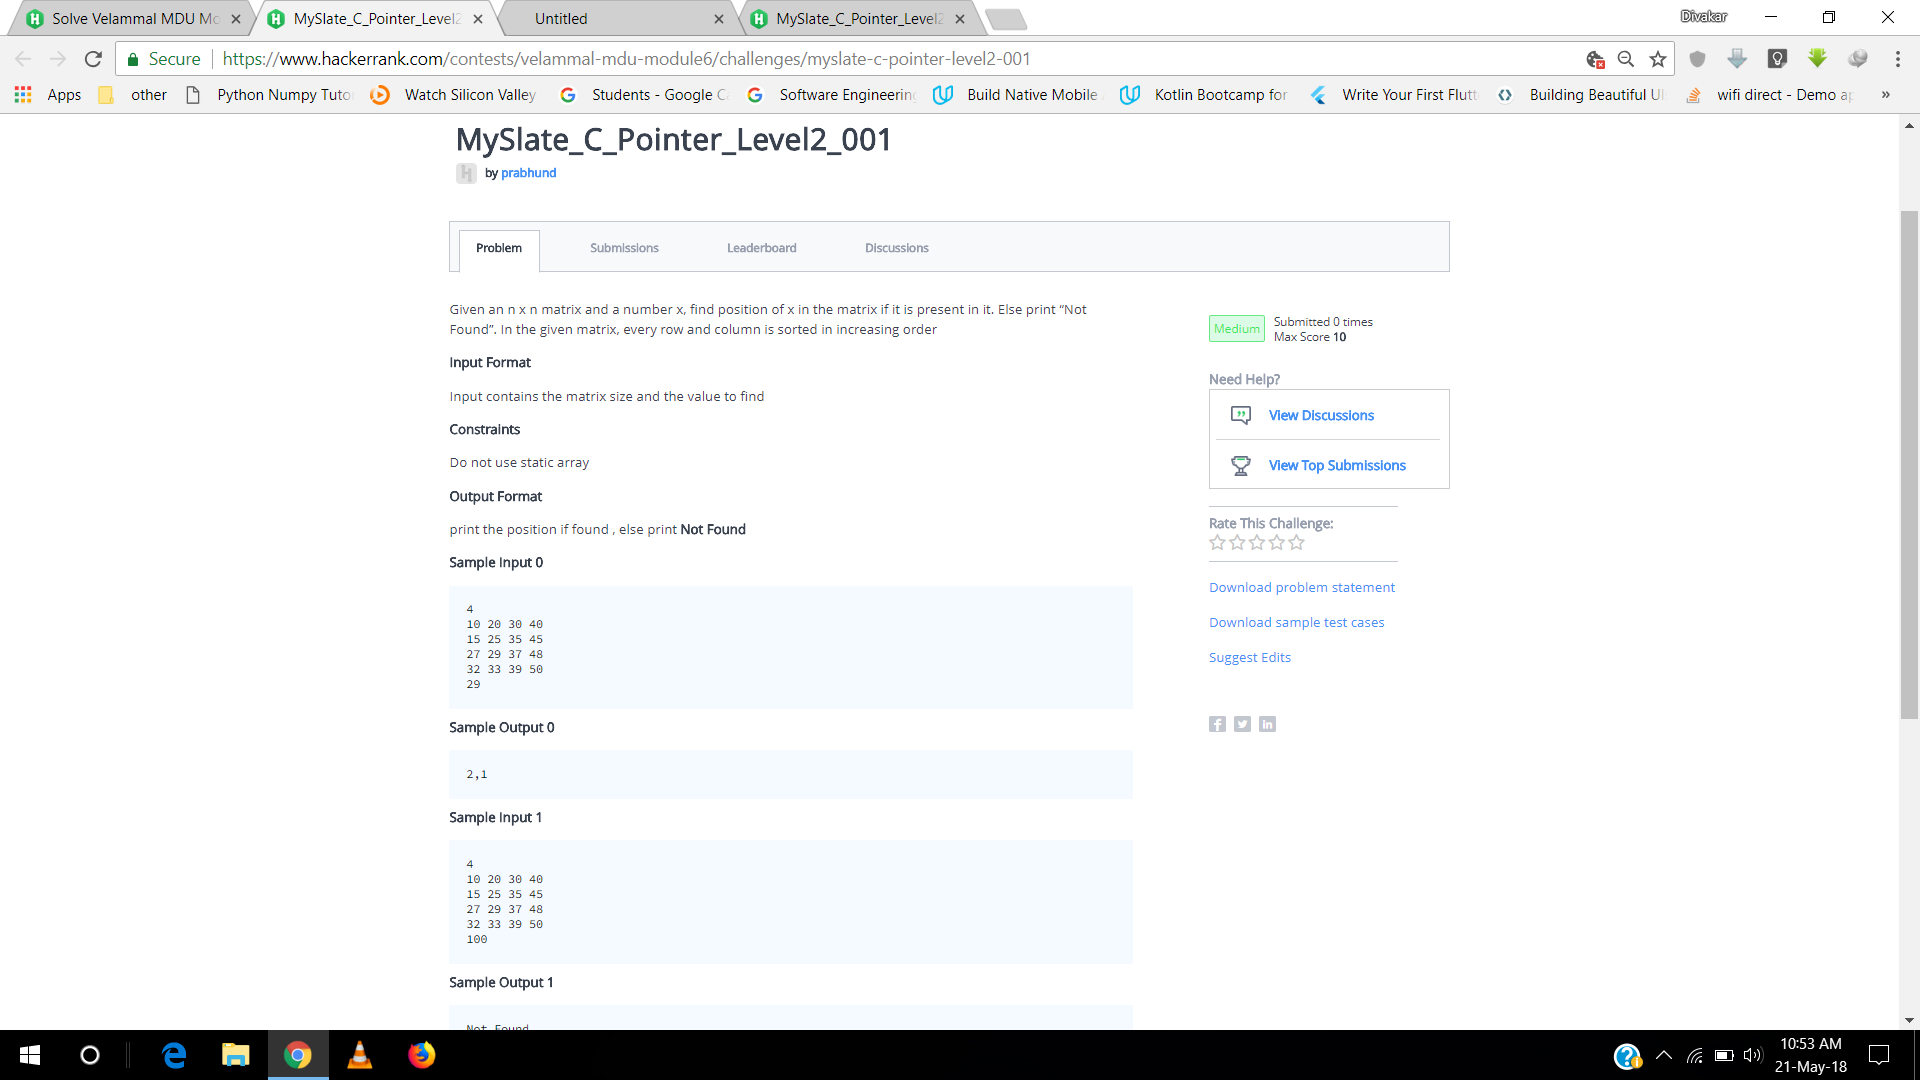 Solve Velammal MDU Mo
MySlate_C_Pointer_Level2
Untitled
MySlate_C_Pointer_Level2
Divakar
Secure
https://www.hackerrank.com/contests/velammal-mdu-module6/challenges/myslate-c-pointer-level2-001
Apps
other
Python Numpy Tuto
Watch Silicon Valley
Students - Google C
Software Engineering
Build Native Mobile
Kotlin Bootcamp for
Write Your First Flutt
Building Beautiful UI
wifi direct - Demo ap
»
MySlate_C_Pointer_Level2_001
by prabhund
Problem
Submissions
Leaderboard
Discussions
Given an n x n matrix and a number x, find position of x in the matrix if it is present in it. Else print “Not
Found”. In the given matrix, every row and column is sorted in increasing order
Input Format
Input contains the matrix size and the value to find
Constraints
Do not use static array
Output Format
print the position if found , else print Not Found
Sample Input 0
4
10 20 30 40
15 25 35 45
27 29 37 48
32 33 39 50
29
Sample Output 0
2,1
Sample Input 1
4
10 20 30 40
15 25 35 45
27 29 37 48
32 33 39 50
100
Sample Output 1
Not Found
Medium
Submitted 0 times
Max Score 10
Need Help?
View Discussions
View Top Submissions
Rate This Challenge:
Download problem statement
Download sample test cases
Suggest Edits
10:53 AM
21-May-18